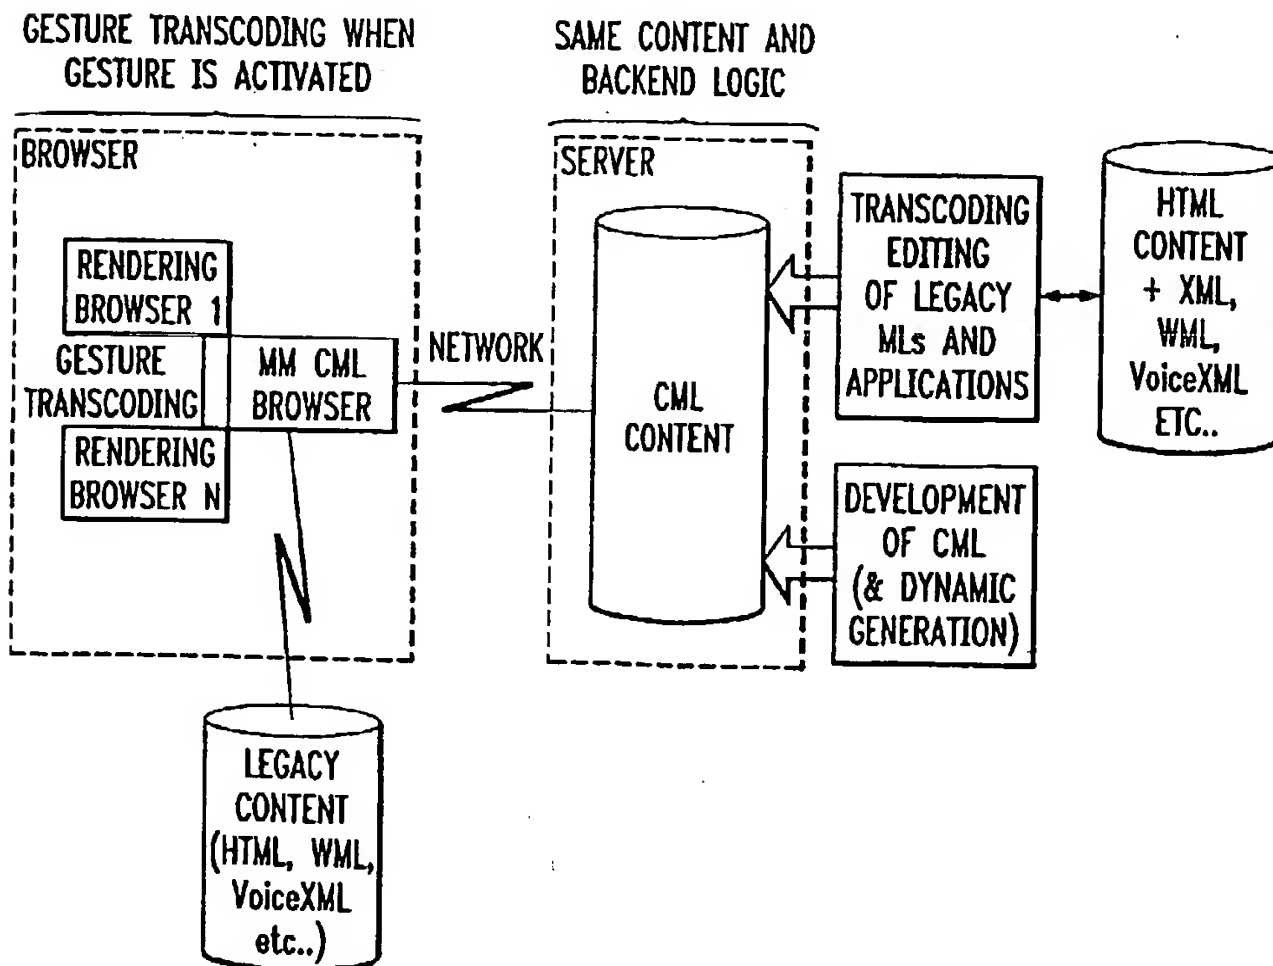 GESTURE TRANSCODING WHEN
GESTURE IS ACTIVATED
SAME CONTENT AND
BACKEND LOGIC
BROWSER
RENDERING
BROWSER 1
GESTURE
TRANSCODING
MM CML
BROWSER
RENDERING
BROWSER N
NETWORK
SERVER
CML
CONTENT
TRANSCODING
EDITING
OF LEGACY
MLs AND
APPLICATIONS
HTML
CONTENT
+ XML,
WML,
VoiceXML
ETC..
DEVELOPMENT
OF CML
(& DYNAMIC
GENERATION)
LEGACY
CONTENT
(HTML, WML,
VoiceXML
etc..)